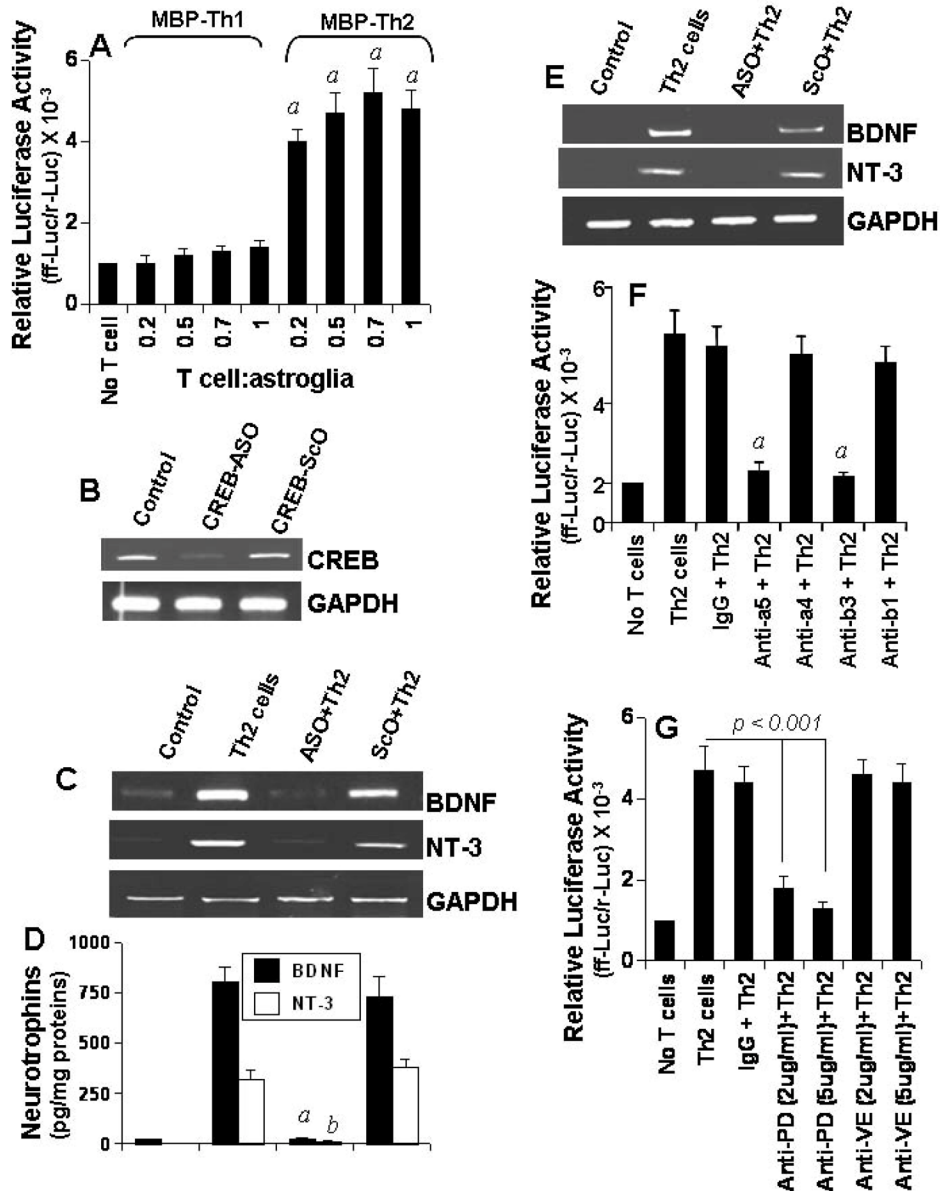 A
MBP-Th1
MBP-Th2
Relative Luciferase Activity
(ff-Luc/r-Luc) X 10-3
6
4
2
0
a
a
a
a
No T cell
0.2
0.5
0.7
1
0.2
0.5
0.7
1
T cell:astroglia
B
Control
CREB-ASO
CREB-ScO
CREB
GAPDH
C
Control
Th2 cells
ASO+Th2
ScO+Th2
BDNF
NT-3
GAPDH
D
Neurotrophins
(pg/mg proteins)
1000
750
500
250
0
BDNF
NT-3
a
b
E
Control
Th2 cells
ASO+Th2
ScO+Th2
BDNF
NT-3
GAPDH
F
Relative Luciferase Activity
(ff-Luc/r-Luc) X 10-3
6
4
2
0
a
a
No T cells
Th2 cells
IgG + Th2
Anti-a5 + Th2
Anti-a4 + Th2
Anti-b3 + Th2
Anti-b1 + Th2
G
Relative Luciferase Activity
(ff-Luc/r-Luc) X 10-3
6
4
2
0
p < 0.001
No T cells
Th2 cells
IgG + Th2
Anti-PD (2ug/ml)+Th2
Anti-PD (5ug/ml)+Th2
Anti-VE (2ug/ml)+Th2
Anti-VE (5ug/ml)+Th2